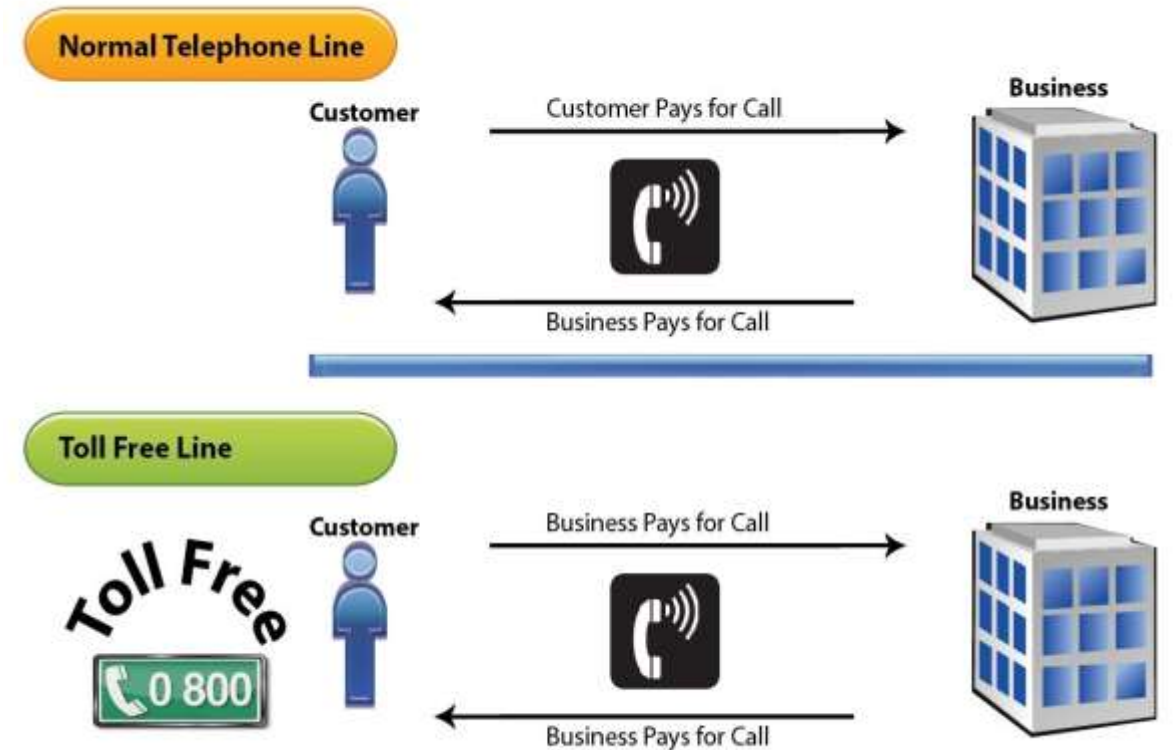 Normal Telephone Line
Customer
Customer Pays for Call
Business
Business Pays for Call
Toll Free Line
Toll Free
0 800
Customer
Business Pays for Call
Business
Business Pays for Call